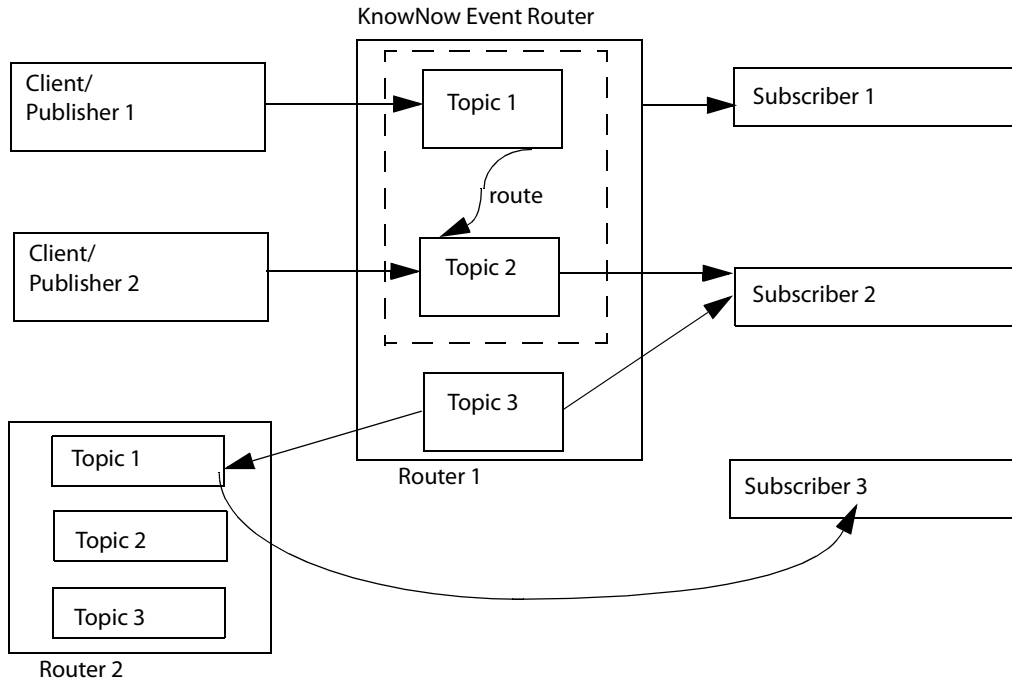 KnowNow Event Router
Client/
Publisher 1
Topic 1
Subscriber 1
route
Client/
Publisher 2
Topic 2
Subscriber 2
Topic 3
Router 1
Topic 1
Topic 2
Topic 3
Router 2
Subscriber 3